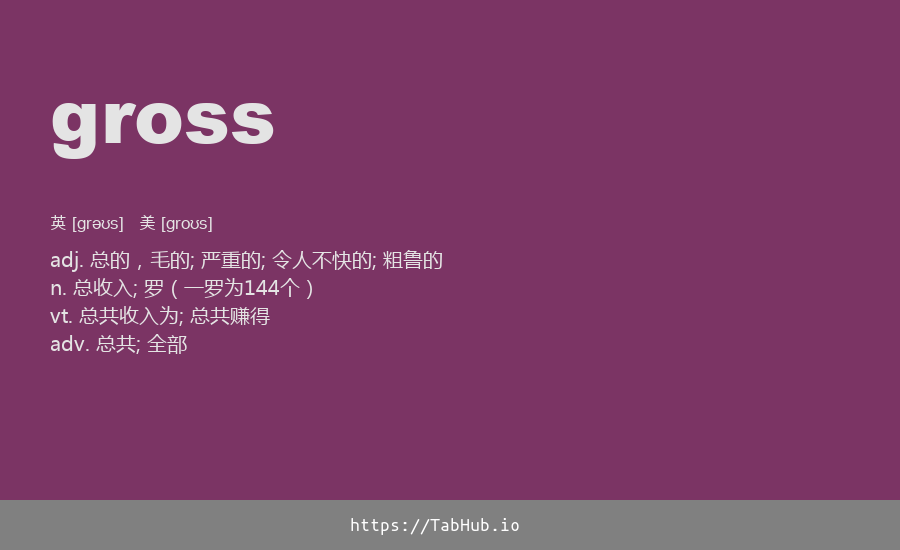 gross
英 [grəʊs] 美 [ɡroʊs]
adj. 总的，毛的; 严重的; 令人不快的; 粗鲁的
n. 总收入; 罗（一罗为144个）
vt. 总共收入为; 总共赚得
adv. 总共; 全部
https://TabHub.io